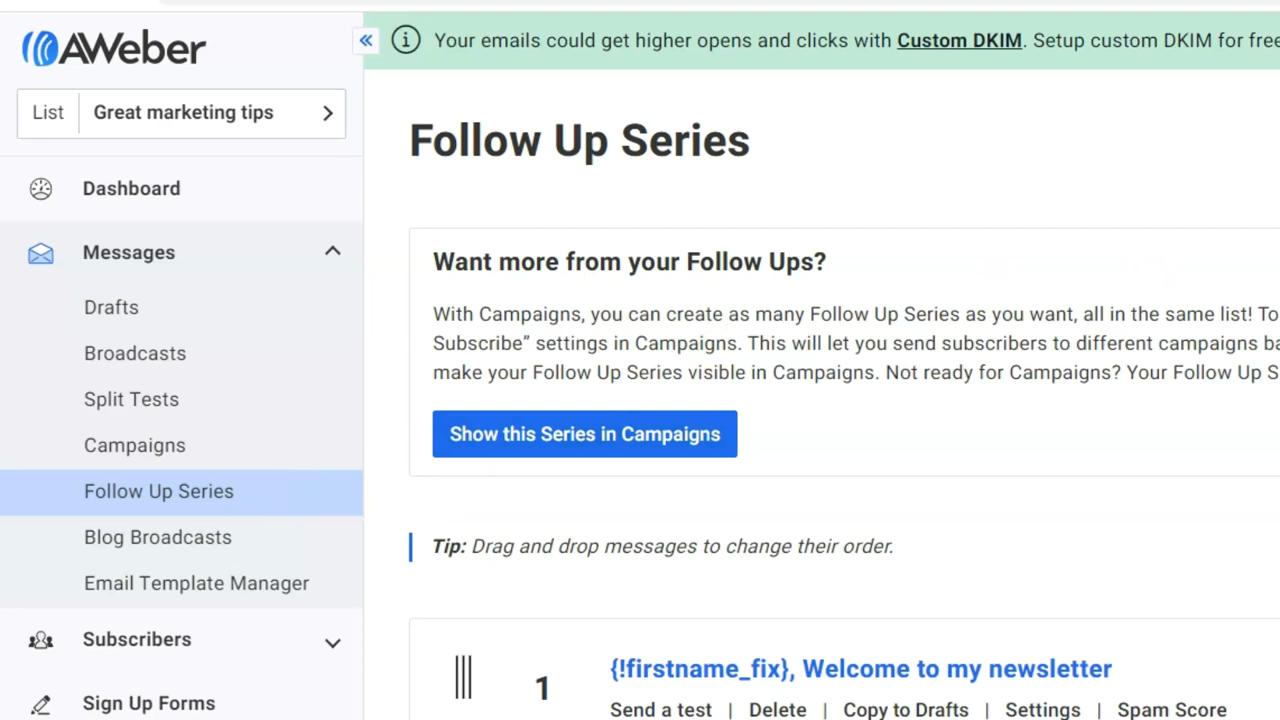 AWeber
List Great marketing tips
Dashboard
Messages
Drafts
Broadcasts
Split Tests
Campaigns
Follow Up Series
Blog Broadcasts
Email Template Manager
Subscribers
Sign Up Forms
Your emails could get higher opens and clicks with Custom DKIM. Setup custom DKIM for free
Follow Up Series
Want more from your Follow Ups?
With Campaigns, you can create as many Follow Up Series as you want, all in the same list! To
Subscribe” settings in Campaigns. This will let you send subscribers to different campaigns ba
make your Follow Up Series visible in Campaigns. Not ready for Campaigns? Your Follow Up S
Show this Series in Campaigns
Tip: Drag and drop messages to change their order.
1 {!firstname_fix}, Welcome to my newsletter
Send a test | Delete | Copy to Drafts | Settings | Spam Score